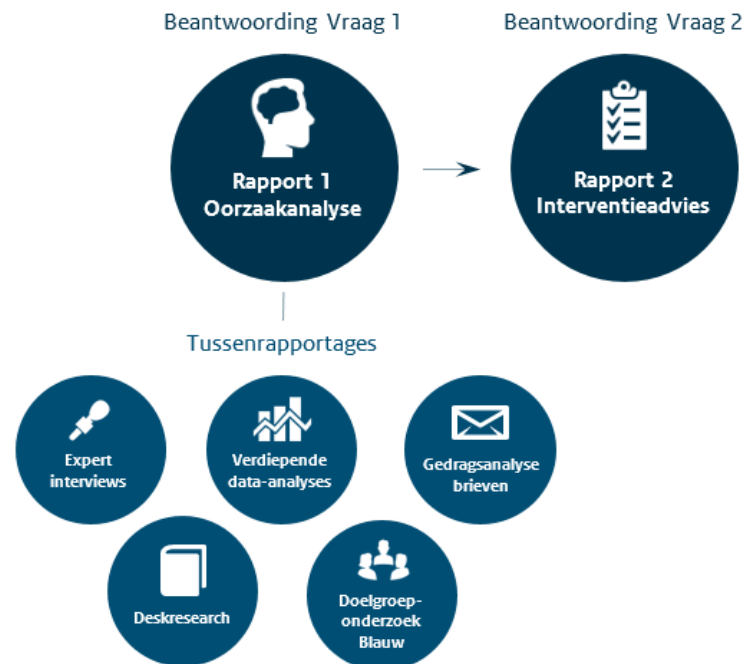 Beantwoording Vraag 1
Beantwoording Vraag 2
Rapport 1
Oorzaakanalyse
Rapport 2
Interventieadvies
Tussenrapportages
Expert
interviews
Verdiepende
data-analyses
Gedragsanalyse
brieven
Deskresearch
Doelgroep-
onderzoek
Blauw